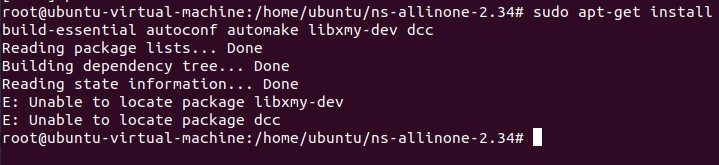 root@ubuntu-virtual-machine:/home/ubuntu/ns-allinone-2.34# sudo apt-get install
build-essential autoconf automake libxmy-dev dcc
Reading package lists... Done
Building dependency tree... Done
Reading state information... Done
E: Unable to locate package libxmy-dev
E: Unable to locate package dcc
root@ubuntu-virtual-machine:/home/ubuntu/ns-allinone-2.34#